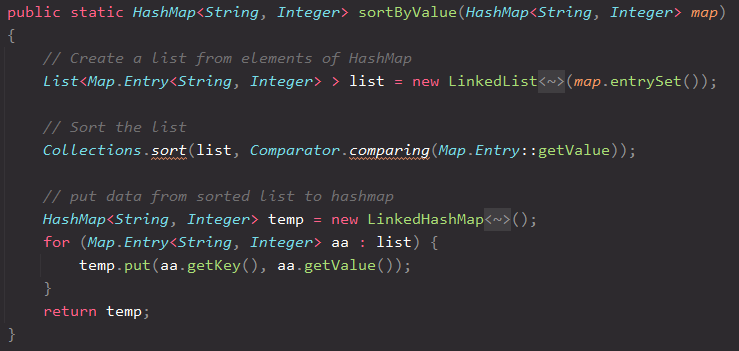 public static HashMap<String, Integer> sortByValue(HashMap<String, Integer> map)
{
// Create a list from elements of HashMap
List<Map.Entry<String, Integer> > list = new LinkedList<~>(map.entrySet());
// Sort the list
Collections.sort(list, Comparator.comparing(Map.Entry::getValue));
// put data from sorted list to hashmap
HashMap<String, Integer> temp = new LinkedHashMap<~>();
for (Map.Entry<String, Integer> aa : list) {
temp.put(aa.getKey(), aa.getValue());
}
return temp;
}